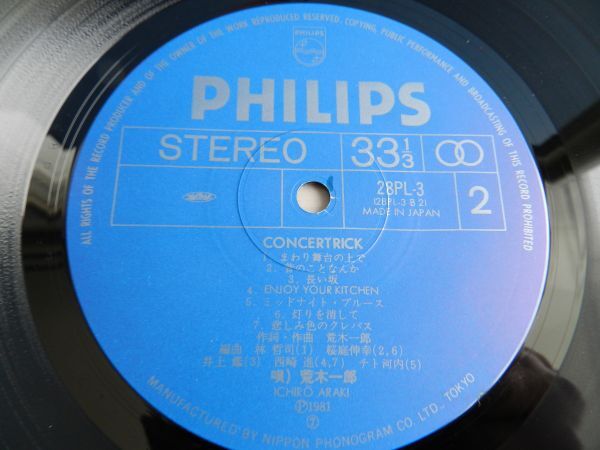 ALL RIGHTS OF THE RECORD PRODUCER AND OF THE OWNER OF THE WORK REPRODUCED RESERVED. COPYING, PUBLIC PERFORMANCE AND BROADCASTING OF THIS RECORD PROHIBITED
PHILIPS
PHILIPS
STEREO 33 1/3
28PL-3
(28PL-3 B 2)
MADE IN JAPAN
2
CONCERTRICK
1. まわり舞台の上で
2. 君のことなんか
3. 長い坂
4. ENJOY YOUR KITCHEN
5. ミッドナイト・ブルース
6. 灯りを消して
7. 悲しみ色のクレバス
作詞・作曲 荒木一郎
編曲 林 哲司(1) 桜庭伸幸(2,6)
井上 鑑(3) 西崎 進(4,7) チト河内(5)
唄) 荒木一郎
ICHIRO ARAKI
Ⓟ1981
②
MANUFACTURED BY NIPPON PHONOGRAM CO., LTD., TOKYO